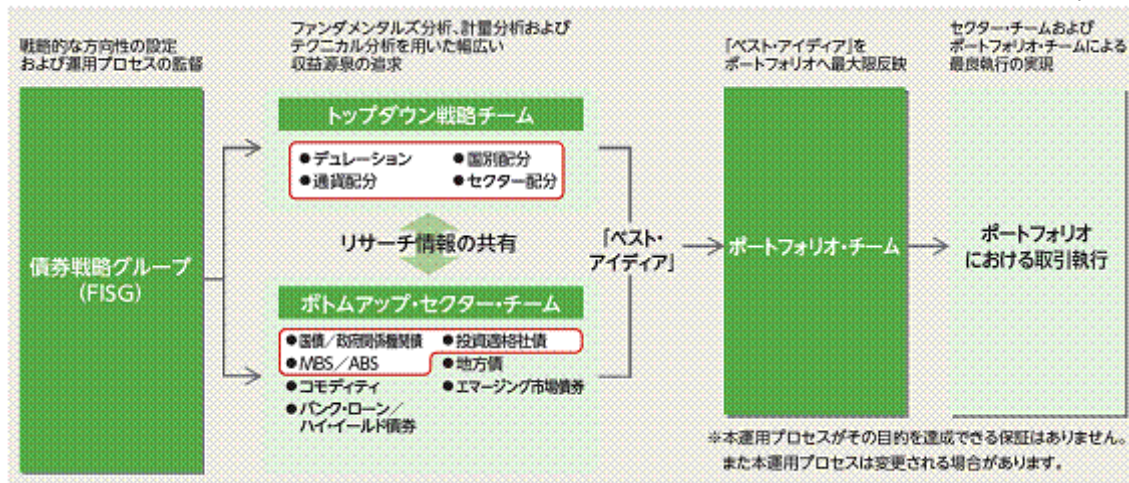 戦略的な方向性の設定
および運用プロセスの監督
ファンダメンタルズ分析、計量分析および
テクニカル分析を用いた幅広い
収益源泉の追求
「ベスト・アイディア」を
ポートフォリオへ最大限反映
セクター・チームおよび
ポートフォリオ・チームによる
最良執行の実現
債券戦略グループ
(FISG)
トップダウン戦略チーム
●デュレーション
●国別配分
●通貨配分
●セクター配分
リサーチ情報の共有
ボトムアップ・セクター・チーム
●国債/政府関係機関債
●投資適格社債
●MBS/ABS
●地方債
●コモディティ
●エマージング市場債券
●バンク・ローン/
ハイ・イールド債券
「ベスト・
アイディア」
ポートフォリオ・チーム
ポートフォリオ
における取引執行
※本運用プロセスがその目的を達成できる保証はありません。
また本運用プロセスは変更される場合があります。